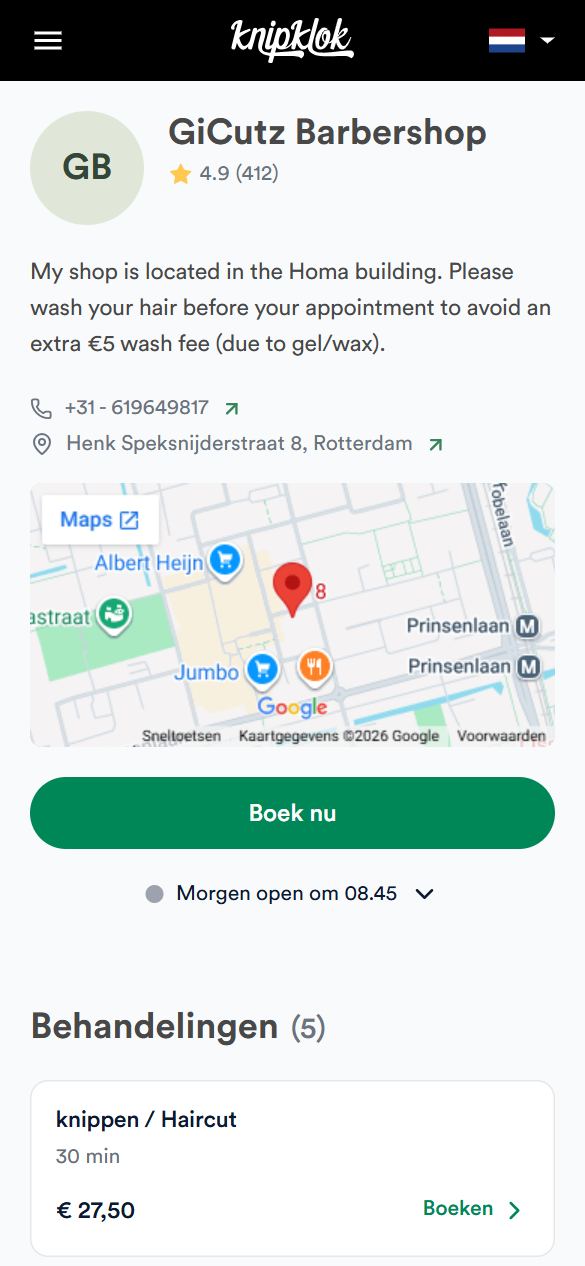 knipklok
GB
GiCutz Barbershop
4.9 (412)
My shop is located in the Homa building. Please
wash your hair before your appointment to avoid an
extra €5 wash fee (due to gel/wax).
+31 - 619649817
Henk Speksnijderstraat 8, Rotterdam
Maps
Albert Heijn
8
astraat
Prinsenlaan M
Jumbo
Prinsenlaan M
Google
Sneltoetsen Kaartgegevens ©2026 Google Voorwaarden
Boek nu
Morgen open om 08.45
Behandelingen (5)
knippen / Haircut
30 min
€ 27,50
Boeken